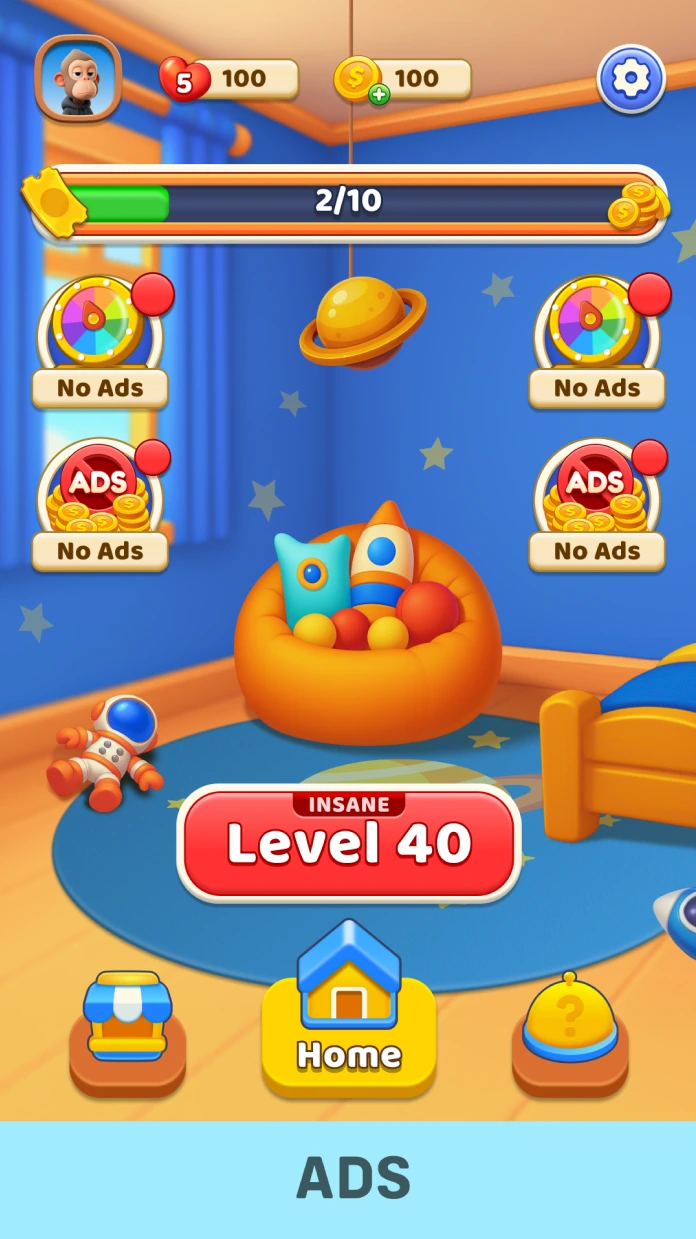 5 100 100
2/10
No Ads No Ads
ADS ADS
No Ads No Ads
INSANE
Level 40
?
Home
ADS